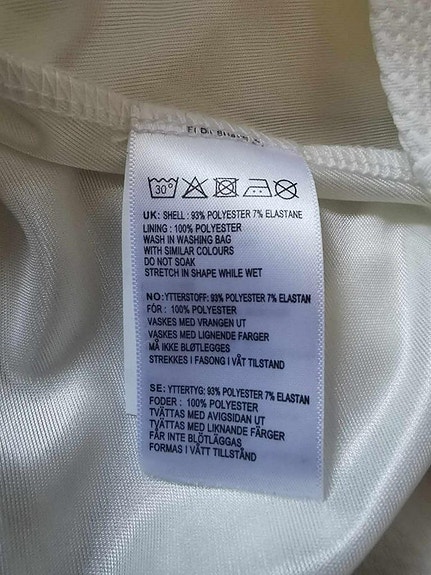 30°
UK: SHELL : 93% POLYESTER 7% ELASTANE
LINING : 100% POLYESTER
WASH IN WASHING BAG
WITH SIMILAR COLOURS
DO NOT SOAK
STRETCH IN SHAPE WHILE WET
NO:YTTERSTOFF: 93% POLYESTER 7% ELASTAN
FÔR : 100% POLYESTER
VASKES MED VRANGEN UT
VASKES MED LIGNENDE FARGER
MÅ IKKE BLØTLEGGES
STREKKES I FASONG I VÅT TILSTAND
SE: YTTERTYG: 93% POLYESTER 7% ELASTAN
FODER : 100% POLYESTER
TVÄTTAS MED AVIGSIDAN UT
TVÄTTAS MED LIKNANDE FÄRGER
FÅR INTE BLÖTLÄGGAS
FORMAS I VÅTT TILLSTÅND